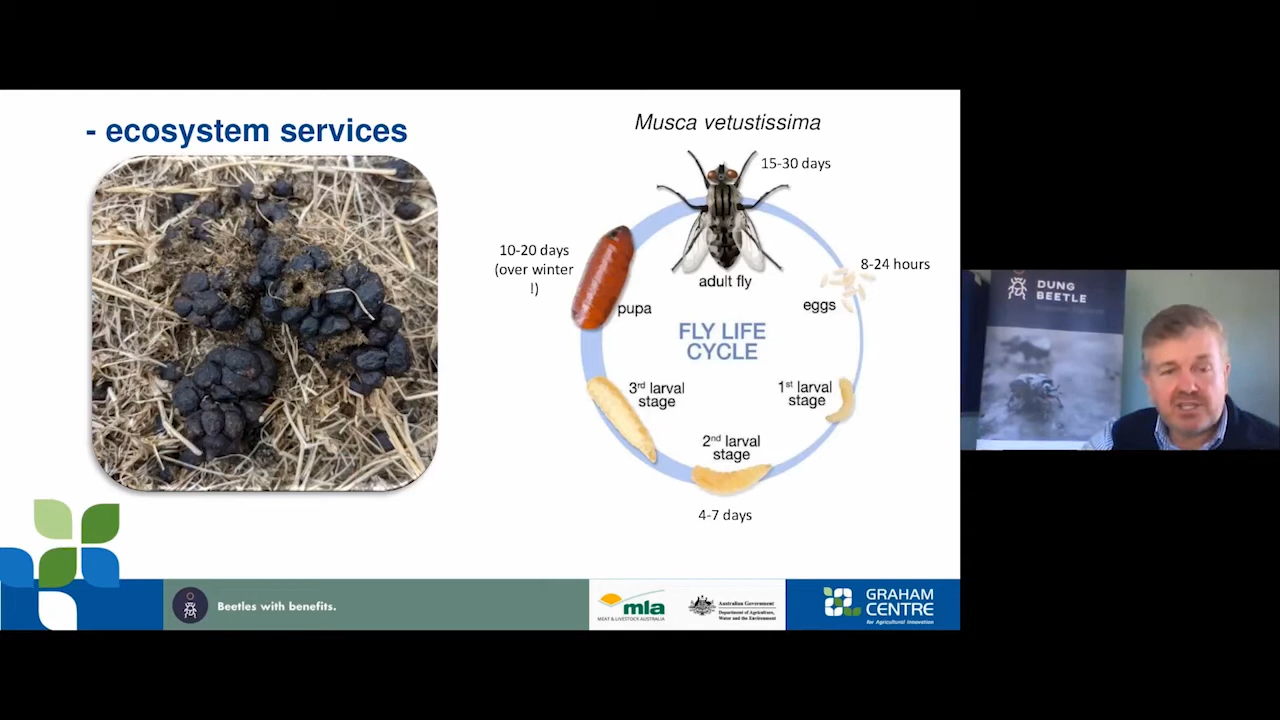 - ecosystem services
Musca vetustissima
15-30 days
10-20 days
(over winter
!)
8-24 hours
adult fly
eggs
pupa
FLY LIFE
CYCLE
3rd larval
stage
1st larval
stage
2nd larval
stage
4-7 days
DUNG
BEETLE
Beetles with benefits.
mla
MEAT & LIVESTOCK AUSTRALIA
Australian Government
Department of Agriculture,
Water and the Environment
GRAHAM
CENTRE
for Agricultural Innovation